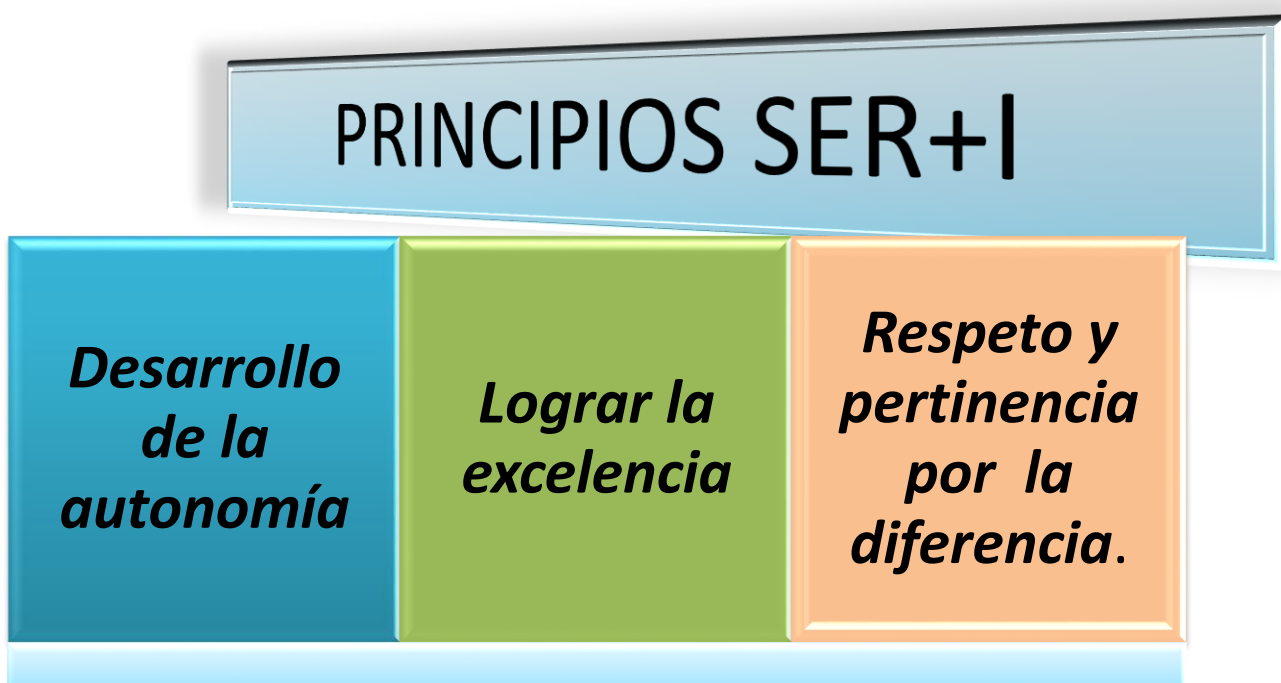 PRINCIPIOS SER+I
Desarrollo
de la
autonomía
Lograr la
excelencia
Respeto y
pertinencia
por la
diferencia.